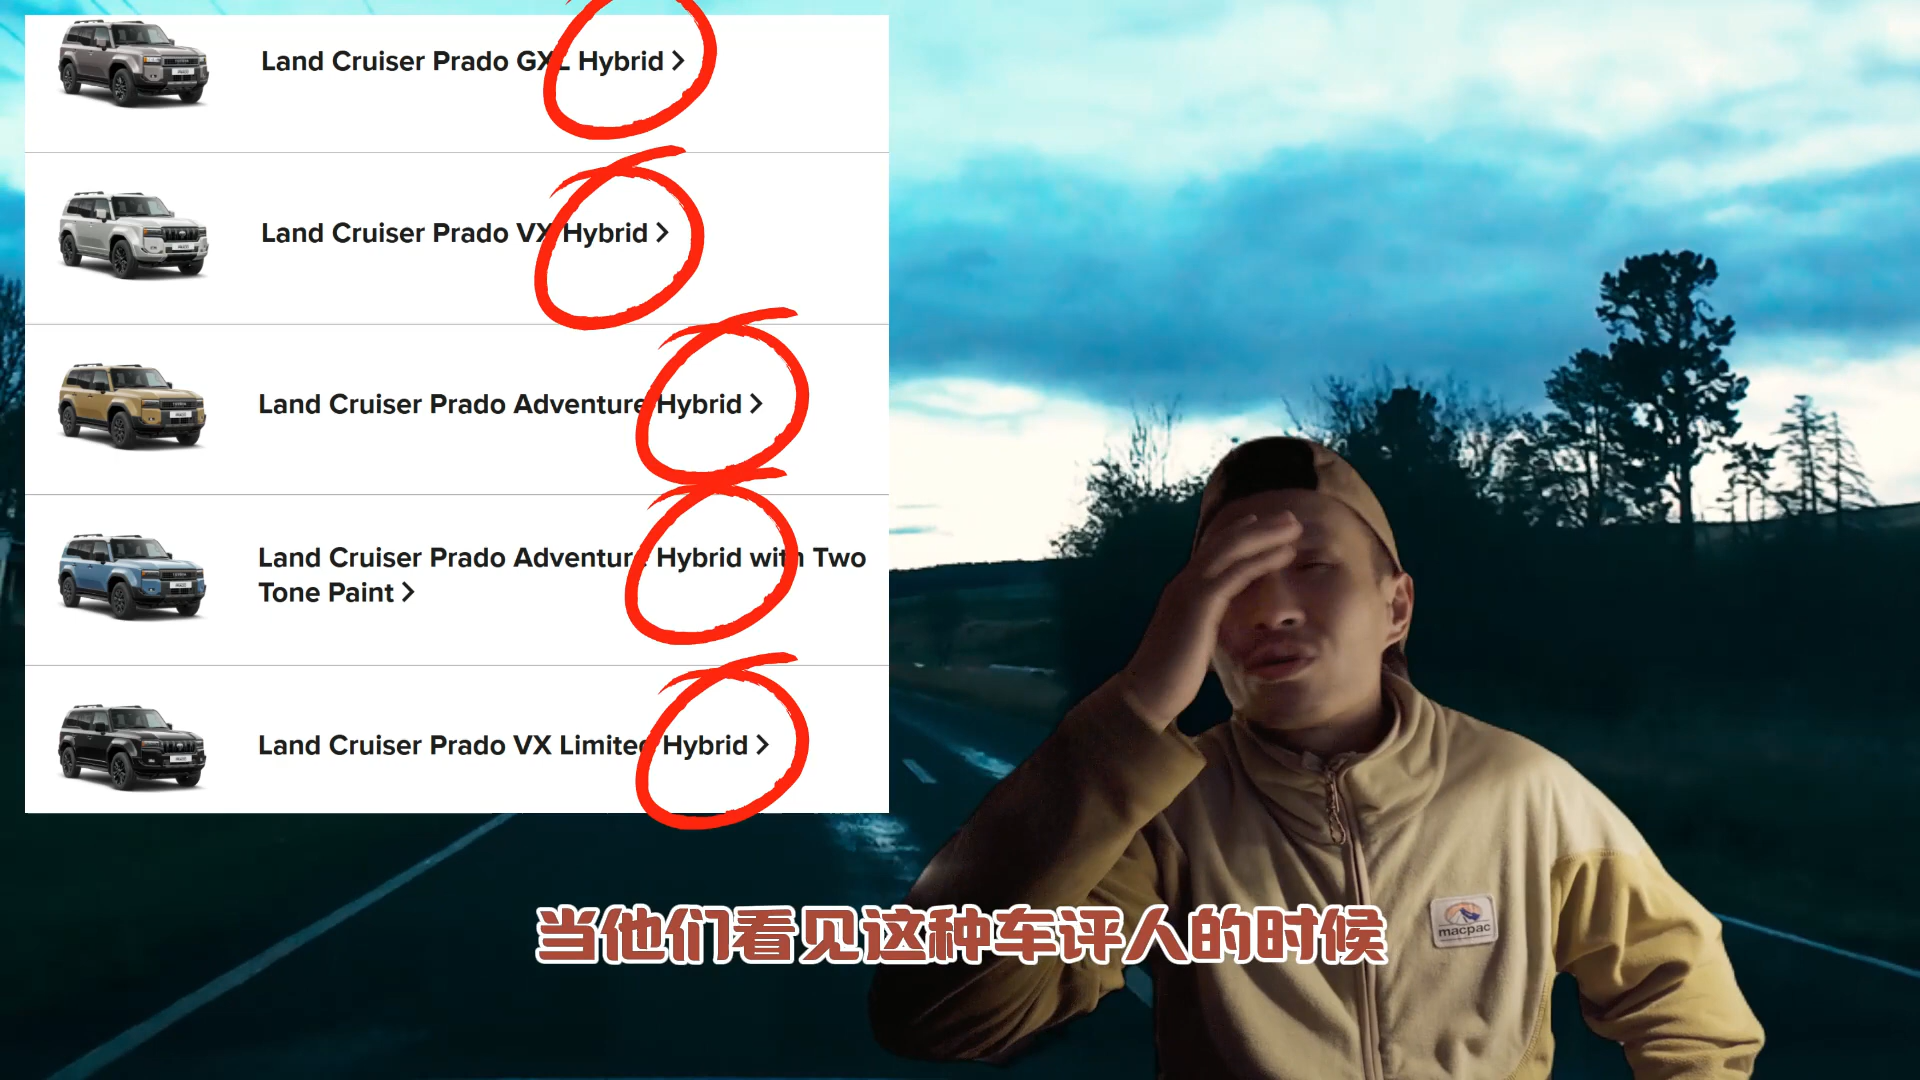 Land Cruiser Prado GXL Hybrid >
Land Cruiser Prado VX Hybrid >
Land Cruiser Prado Adventure Hybrid >
Land Cruiser Prado Adventure Hybrid with Two
Tone Paint >
Land Cruiser Prado VX Limited Hybrid >
当他们看见这种车评人的时候
macpac